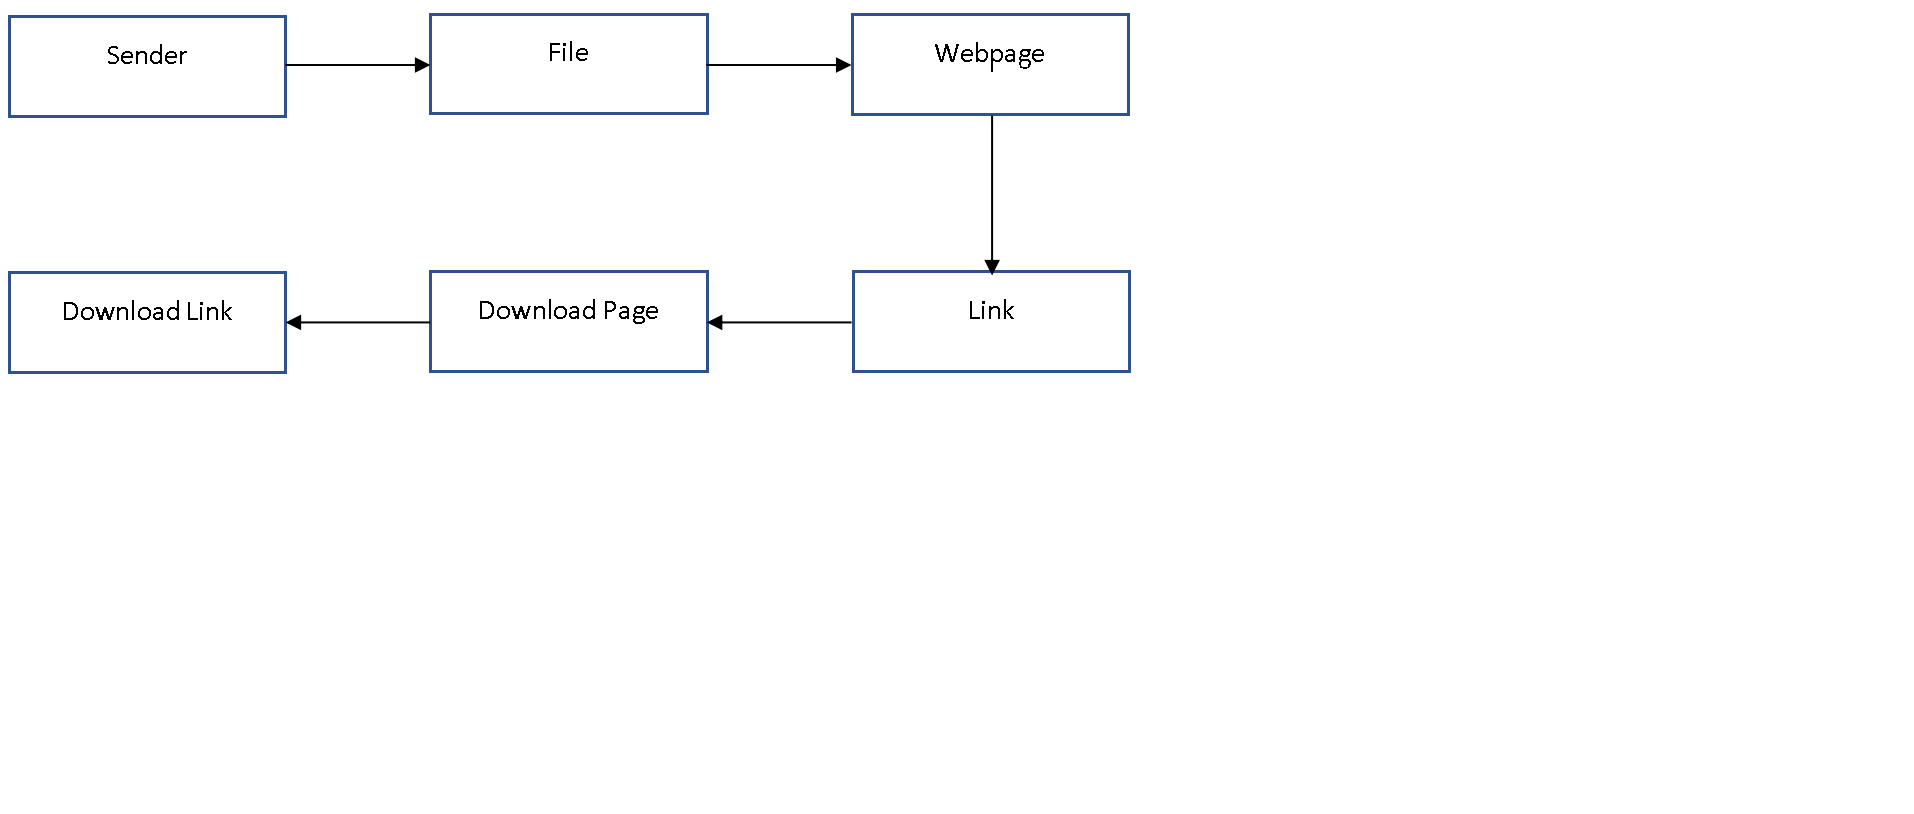 Sender
File
Webpage
Download Link
Download Page
Link